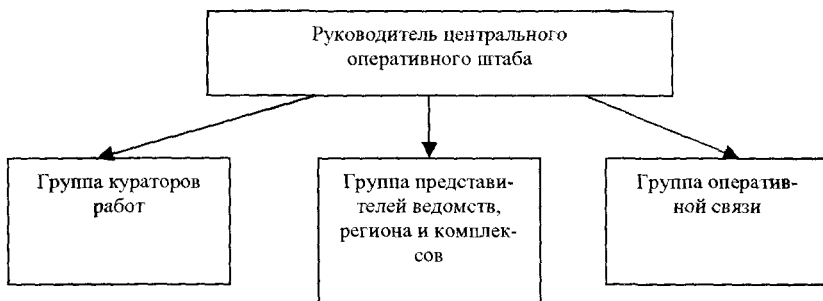 Руководитель центрального
оперативного штаба
Группа кураторов
работ
Группа представи-
телей ведомств,
региона и комплек-
сов
Группа оператив-
ной связи